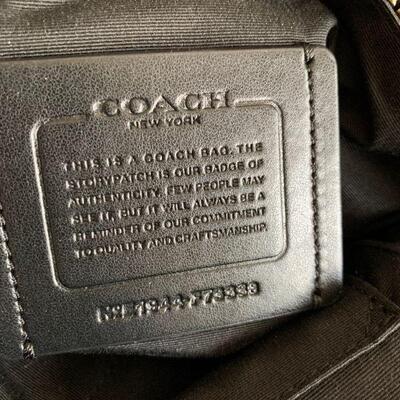 COACH
NEW YORK
THIS IS A COACH BAG. THE
STORYPATCH IS OUR BADGE OF
AUTHENTICITY. FEW PEOPLE MAY
SEE IT, BUT IT WILL ALWAYS BE A
REMINDER OF OUR COMMITMENT
TO QUALITY AND CRAFTSMANSHIP.